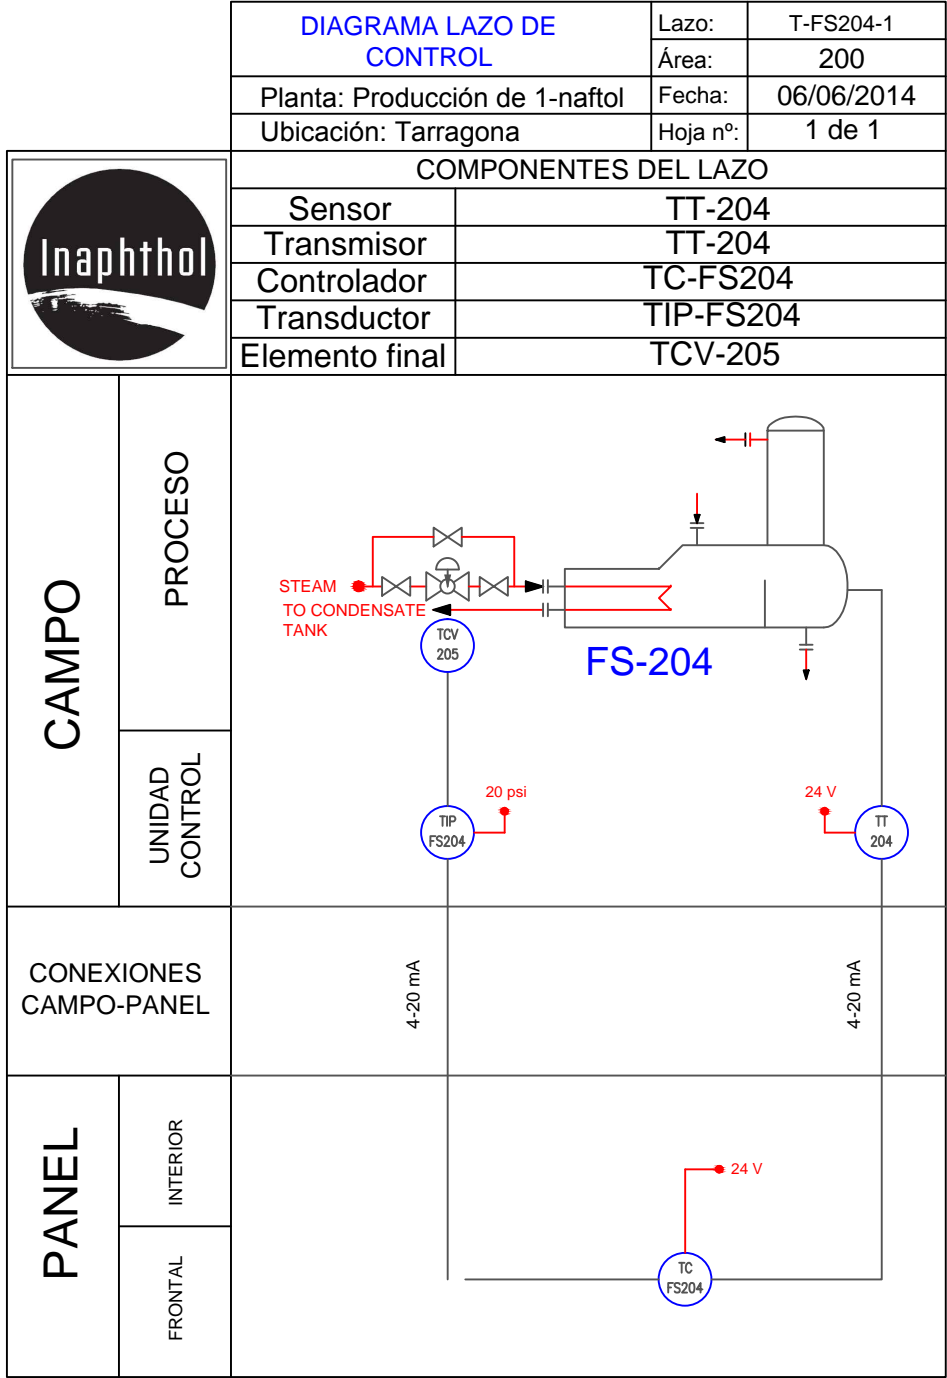 DIAGRAMA LAZO DE
CONTROL
Lazo:
T-FS204-1
Área:
200
Planta: Producción de 1-naftol
Fecha:
06/06/2014
Ubicación: Tarragona
Hoja nº:
1 de 1
Inaphthol
COMPONENTES DEL LAZO
Sensor
TT-204
Transmisor
TT-204
Controlador
TC-FS204
Transductor
TIP-FS204
Elemento final
TCV-205
CAMPO
PROCESO
STEAM
TO CONDENSATE
TANK
TCV
205
FS-204
UNIDAD
CONTROL
20 psi
TIP
FS204
24 V
TT
204
CONEXIONES
CAMPO-PANEL
4-20 mA
4-20 mA
PANEL
INTERIOR
24 V
FRONTAL
TC
FS204